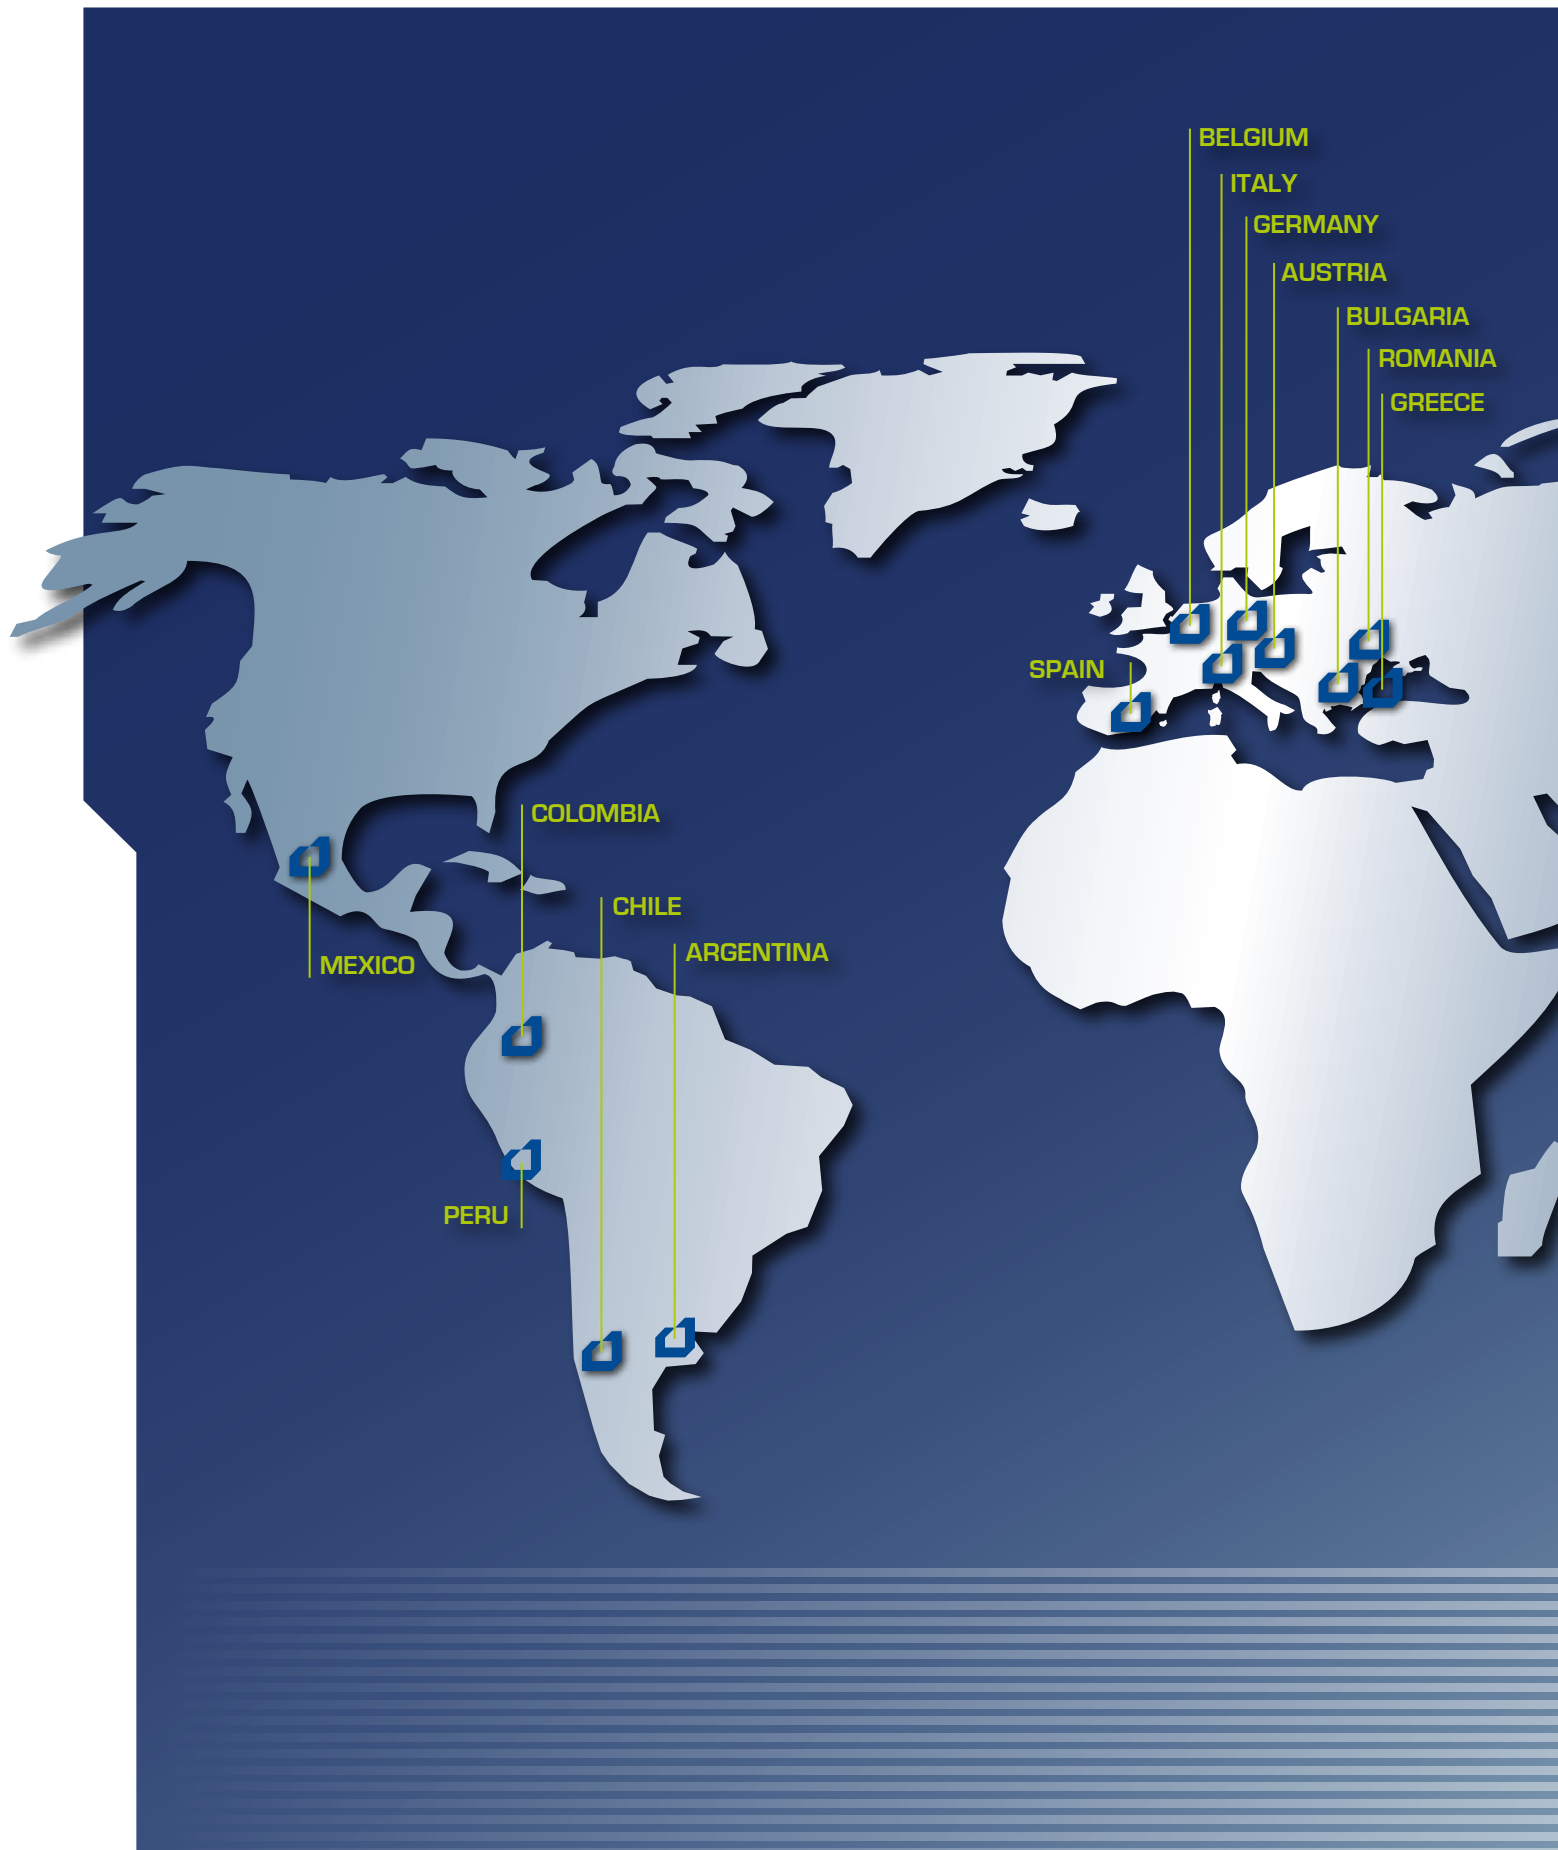 BELGIUM
ITALY
GERMANY
AUSTRIA
BULGARIA
ROMANIA
GREECE
SPAIN
COLOMBIA
CHILE
ARGENTINA
MEXICO
PERU